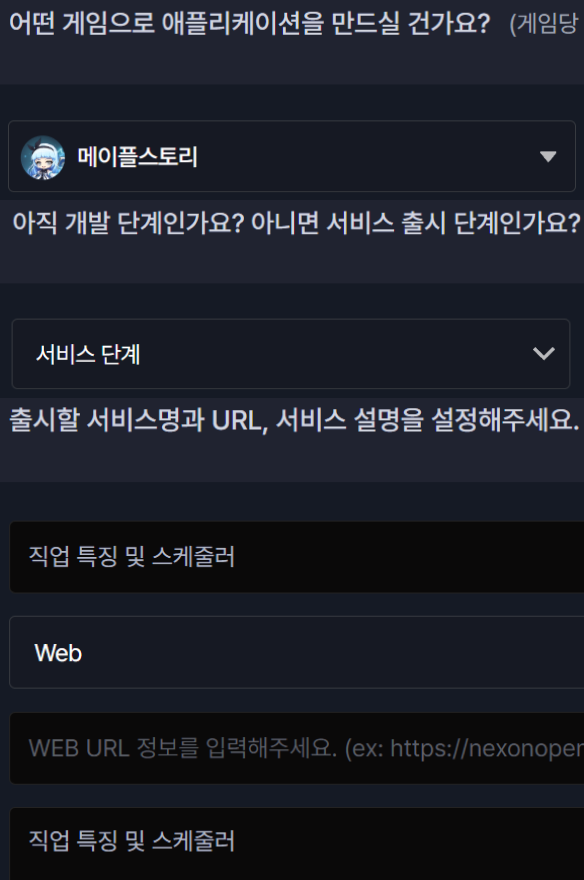 어떤 게임으로 애플리케이션을 만드실 건가요? (게임당
메이플스토리
아직 개발 단계인가요? 아니면 서비스 출시 단계인가요?
서비스 단계
출시할 서비스명과 URL, 서비스 설명을 설정해주세요.
직업 특징 및 스케줄러
Web
WEB URL 정보를 입력해주세요. (ex: https://nexonopen
직업 특징 및 스케줄러